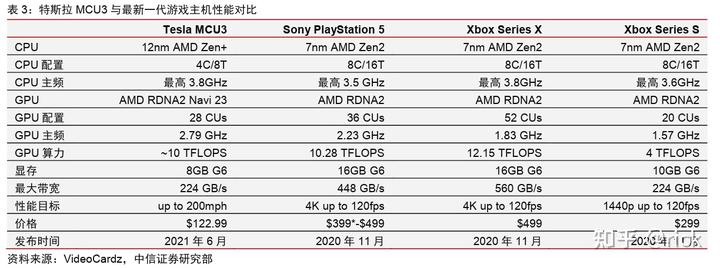 表 3：特斯拉 MCU3 与最新一代游戏主机性能对比
Tesla MCU3 Sony PlayStation 5 Xbox Series X Xbox Series S
CPU 12nm AMD Zen+ 7nm AMD Zen2 7nm AMD Zen2 7nm AMD Zen2
CPU 配置 4C/8T 8C/16T 8C/16T 8C/16T
CPU 主频 最高 3.8GHz 最高 3.5 GHz 最高 3.8GHz 最高 3.6GHz
GPU AMD RDNA2 Navi 23 AMD RDNA2 AMD RDNA2 AMD RDNA2
GPU 配置 28 CUs 36 CUs 52 CUs 20 CUs
GPU 主频 2.79 GHz 2.23 GHz 1.83 GHz 1.57 GHz
GPU 算力 ~10 TFLOPS 10.28 TFLOPS 12.15 TFLOPS 4 TFLOPS
显存 8GB G6 16GB G6 16GB G6 10GB G6
最大带宽 224 GB/s 448 GB/s 560 GB/s 224 GB/s
性能目标 up to 200mph 4K up to 120fps 4K up to 120fps 1440p up to 120fps
价格 $122.99 $399*-$499 $499 $299
发布时间 2021 年 6 月 2020 年 11 月 2020 年 11 月 2020 年
资料来源：VideoCardz，中信证券研究部
知乎